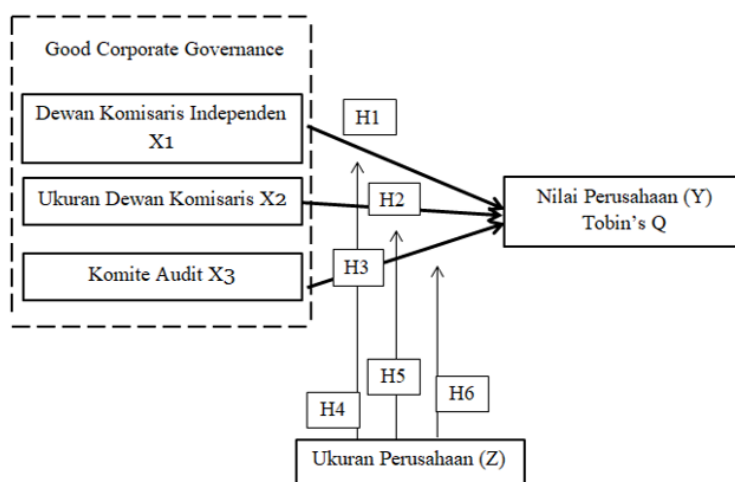 Good Corporate Governance
Dewan Komisaris Independen
X1
H1
Ukuran Dewan Komisaris X2
H2
Nilai Perusahaan (Y)
Tobin's Q
Komite Audit X3
H3
H4
H5
H6
Ukuran Perusahaan (Z)